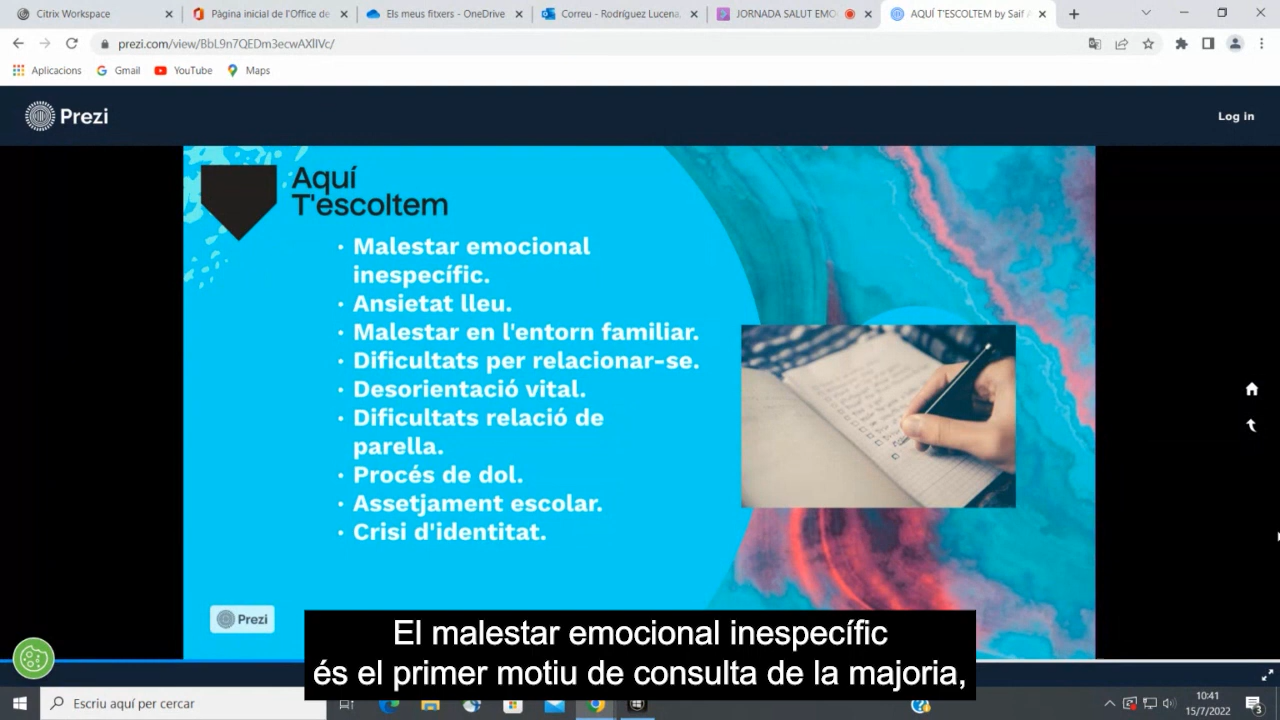 Citrix Workspace
Pàgina inicial de l'Office de
Els meus fitxers - OneDrive
Correu - Rodríguez Lucena,
JORNADA SALUT EMO
AQUÍ T'ESCOLTEM by Saif A
prezi.com/view/BbL9n7QEDm3ecwAXlIVc/
Aplicacions
Gmail
YouTube
Maps
Prezi
Log in
Aquí
T'escoltem
• Malestar emocional
inespecífic.
• Ansietat lleu.
• Malestar en l'entorn familiar.
• Dificultats per relacionar-se.
• Desorientació vital.
• Dificultats relació de
parella.
• Procés de dol.
• Assetjament escolar.
• Crisi d'identitat.
Prezi
El malestar emocional inespecífic
és el primer motiu de consulta de la majoria,
Escriu aquí per cercar
10:41
15/7/2022
3